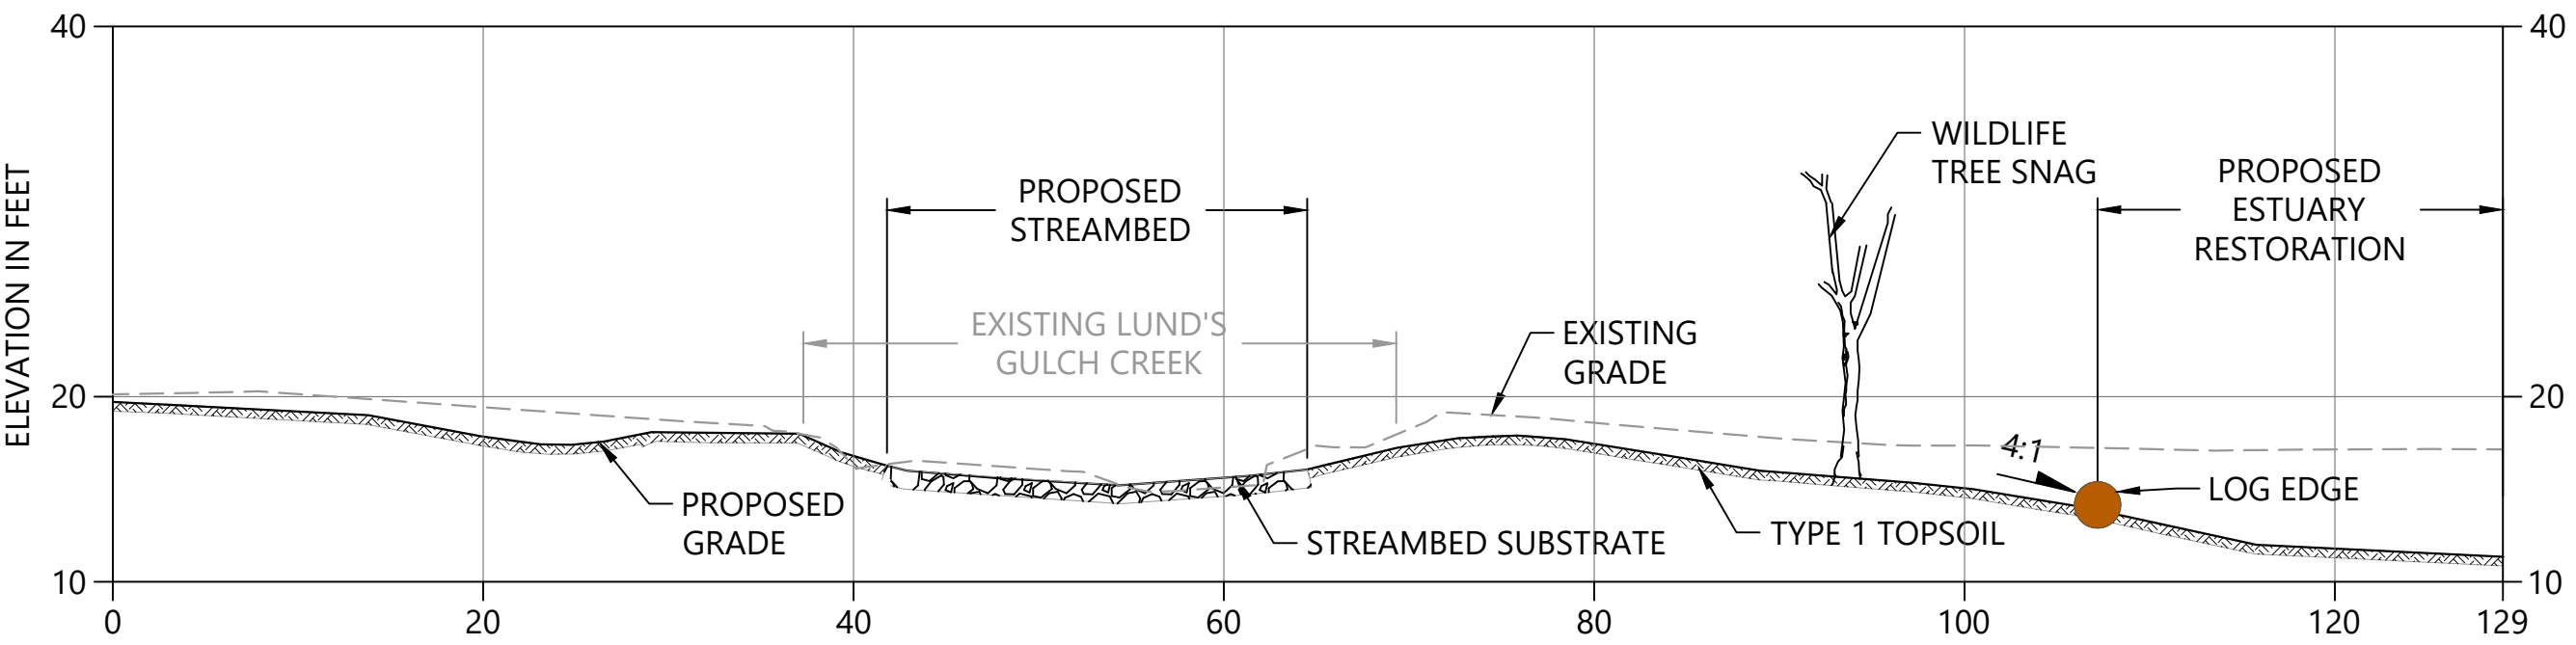 40
40
WILDLIFE
TREE SNAG
PROPOSED
ESTUARY
RESTORATION
PROPOSED
STREAMBED
ELEVATION IN FEET
EXISTING LUND'S
GULCH CREEK
EXISTING
GRADE
20
20
4:1
LOG EDGE
PROPOSED
GRADE
STREAMBED SUBSTRATE
TYPE 1 TOPSOIL
10
10
0
20
40
60
80
100
120
129